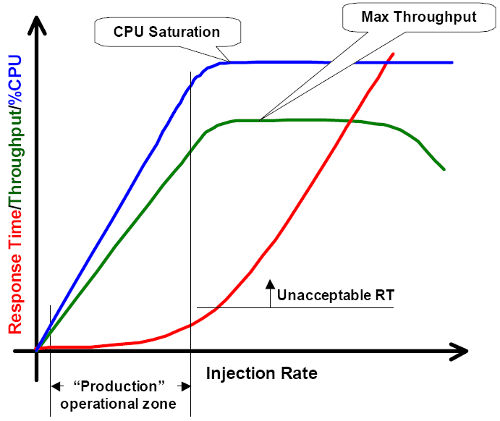 CPU Saturation
Max Throughput
Response Time/Throughput/%CPU
Unacceptable RT
Injection Rate
“Production”
operational zone